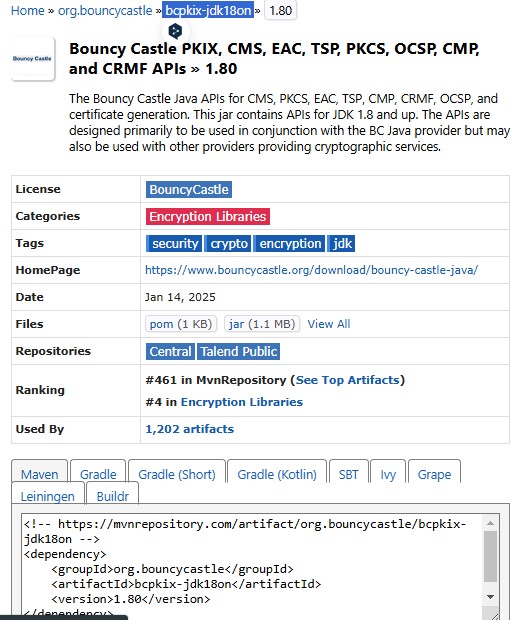 Home » org.bouncycastle » bcpkix-jdk18on » 1.80
Bouncy Castle
Bouncy Castle PKIX, CMS, EAC, TSP, PKCS, OCSP, CMP,
and CRMF APIs » 1.80
The Bouncy Castle Java APIs for CMS, PKCS, EAC, TSP, CMP, CRMF, OCSP, and
certificate generation. This jar contains APIs for JDK 1.8 and up. The APIs are
designed primarily to be used in conjunction with the BC Java provider but may
also be used with other providers providing cryptographic services.
License BouncyCastle
Categories Encryption Libraries
Tags security crypto encryption jdk
HomePage https://www.bouncycastle.org/download/bouncy-castle-java/
Date Jan 14, 2025
Files pom (1 KB) jar (1.1 MB) View All
Repositories Central Talend Public
Ranking #461 in MvnRepository (See Top Artifacts)
#4 in Encryption Libraries
Used By 1,202 artifacts
Maven Gradle Gradle (Short) Gradle (Kotlin) SBT Ivy Grape
Leiningen Buildr
<!-- https://mvnrepository.com/artifact/org.bouncycastle/bcpkix-
jdk18on -->
<dependency>
    <groupId>org.bouncycastle</groupId>
    <artifactId>bcpkix-jdk18on</artifactId>
    <version>1.80</version>
</dependency>